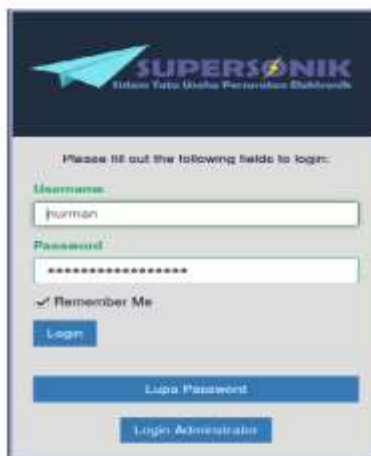 SUPERSONIK
Sistem Tata Usaha Persuratan Elektronik
Please fill out the following fields to login:
Username
nurman
Password
Remember Me
Login
Lupa Password
Login Administrator